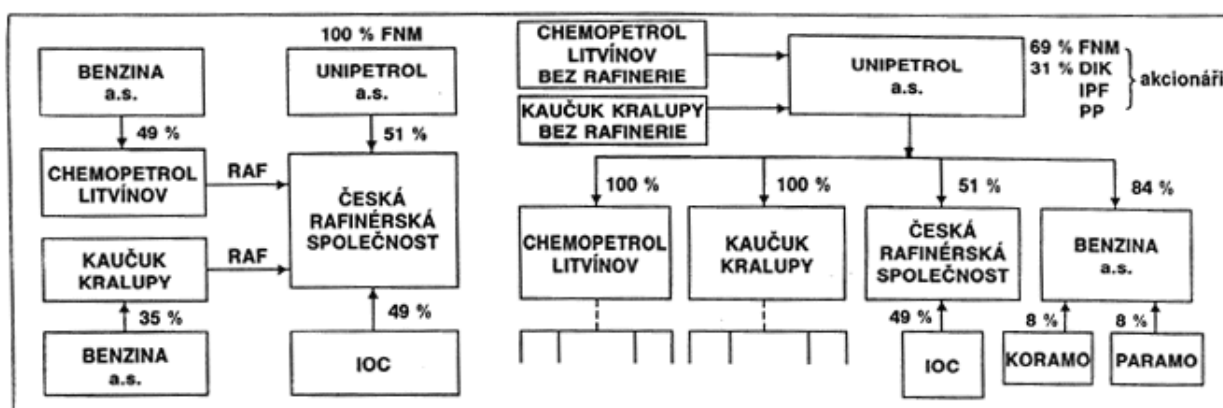 100 % FNM
BENZINA
a.s.
UNIPETROL
a.s.
49 %
51 %
CHEMOPETROL
LITVÍNOV
RAF
ČESKÁ
RAFINÉRSKÁ
SPOLEČNOST
KAUČUK
KRALUPY
RAF
35 %
49 %
BENZINA
a.s.
IOC
CHEMOPETROL
LITVÍNOV
BEZ RAFINERIE
KAUČUK KRALUPY
BEZ RAFINERIE
UNIPETROL
a.s.
69 % FNM
31 % DIK
IPF
PP
akcionáři
100 %
100 %
51 %
84 %
CHEMOPETROL
LITVÍNOV
KAUČUK
KRALUPY
ČESKÁ
RAFINÉRSKÁ
SPOLEČNOST
BENZINA
a.s.
49 %
8 %
8 %
IOC
KORAMO
PARAMO